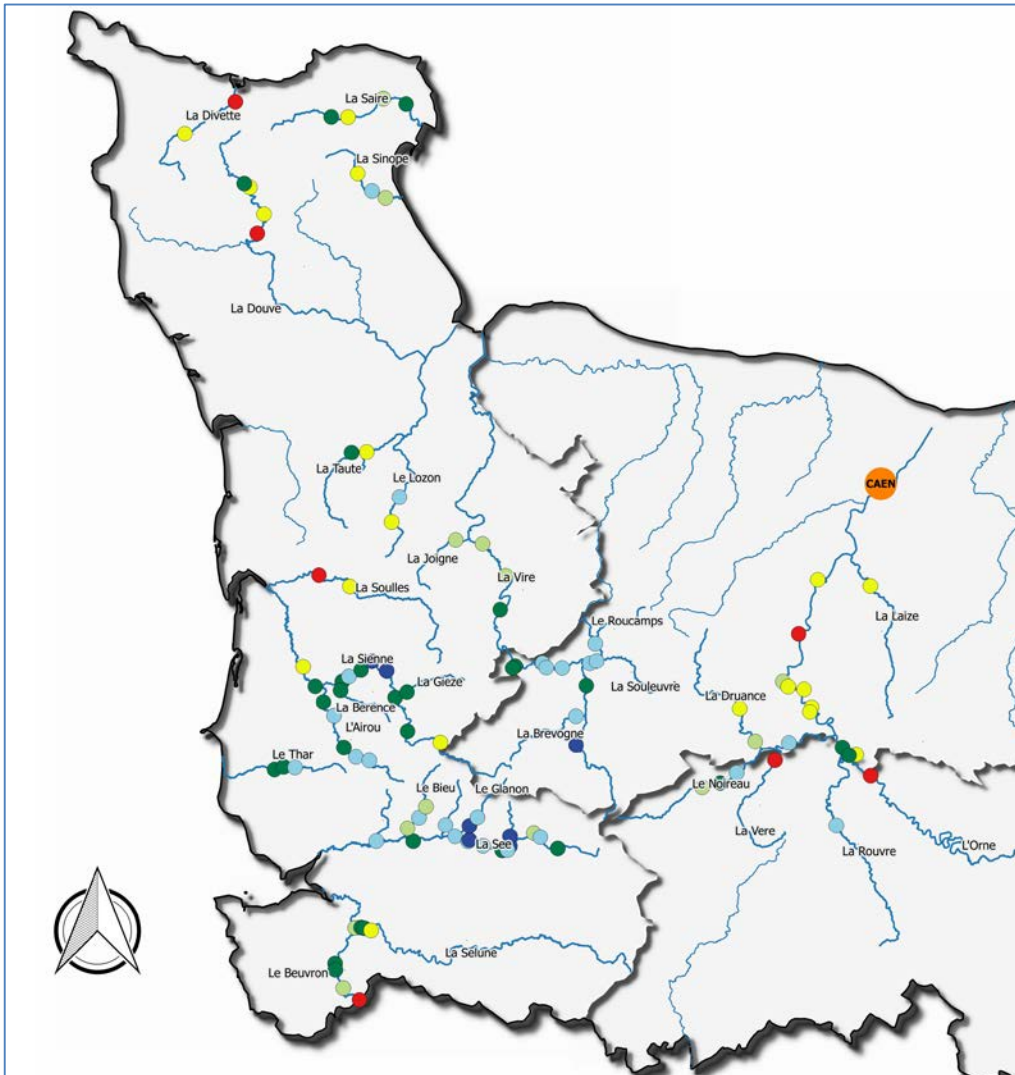 La Saire
La Divette
La Sinope
La Douve
La Taute
Le Lozon
CAEN
La Joigne
La Vire
La Soulles
La Laize
Le Roucamps
La Sienne
La Gièze
La Souleuvre
La Bérence
La Druance
L'Airou
La Brevogne
Le Thar
Le Bieu
Le Glanon
Le Noireau
La Vere
La See
La Rouvre
L'Orne
La Sélune
Le Beuvron